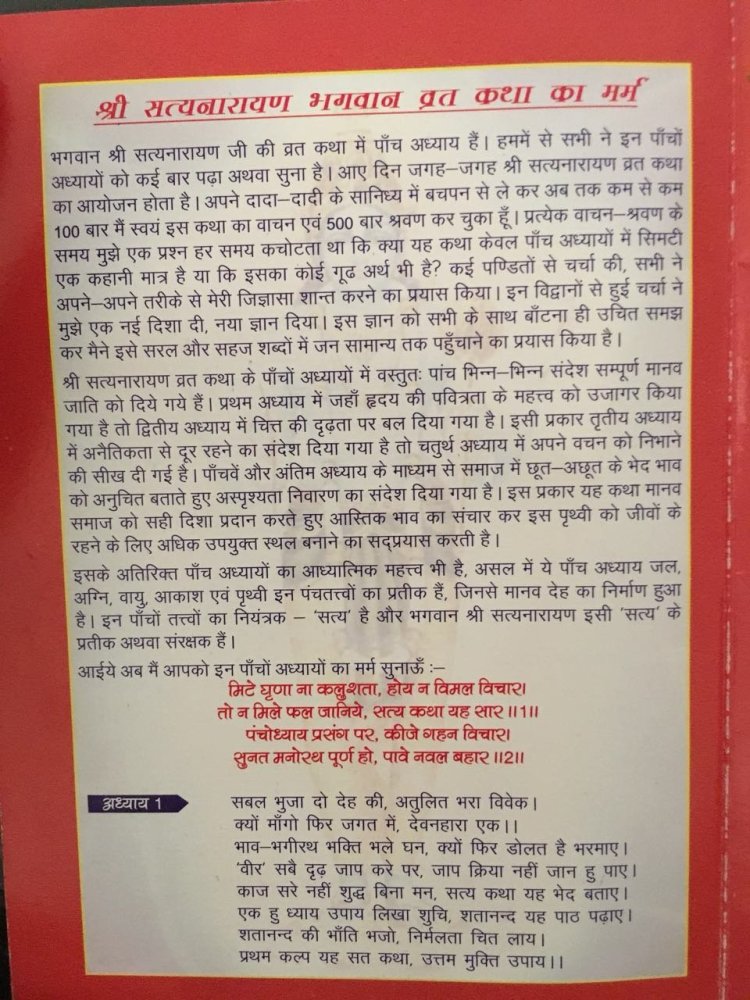 श्री सत्यनारायण भगवान व्रत कथा का मर्म
भगवान श्री सत्यनारायण जी की व्रत कथा में पाँच अध्याय हैं। हममें से सभी ने इन पाँचों
अध्यायों को कई बार पढ़ा अथवा सुना है। आए दिन जगह–जगह श्री सत्यनारायण व्रत कथा
का आयोजन होता है। अपने दादा–दादी के सानिध्य में बचपन से ले कर अब तक कम से कम
100 बार मैं स्वयं इस कथा का वाचन एवं 500 बार श्रवण कर चुका हूँ। प्रत्येक वाचन–श्रवण के
समय मुझे एक प्रश्न हर समय कचोटता था कि क्या यह कथा केवल पाँच अध्यायों में सिमटी
एक कहानी मात्र है या कि इसका कोई गूढ अर्थ भी है? कई पण्डितों से चर्चा की, सभी ने
अपने–अपने तरीके से मेरी जिज्ञासा शान्त करने का प्रयास किया। इन विद्वानों से हुई चर्चा ने
मुझे एक नई दिशा दी, नया ज्ञान दिया। इस ज्ञान को सभी के साथ बाँटना ही उचित समझ
कर मैने इसे सरल और सहज शब्दों में जन सामान्य तक पहुँचाने का प्रयास किया है।
श्री सत्यनारायण व्रत कथा के पाँचों अध्यायों में वस्तुतः पांच भिन्न–भिन्न संदेश सम्पूर्ण मानव
जाति को दिये गये हैं। प्रथम अध्याय में जहाँ हृदय की पवित्रता के महत्त्व को उजागर किया
गया है तो द्वितीय अध्याय में चित्त की दृढ़ता पर बल दिया गया है। इसी प्रकार तृतीय अध्याय
में अनैतिकता से दूर रहने का संदेश दिया गया है तो चतुर्थ अध्याय में अपने वचन को निभाने
की सीख दी गई है। पाँचवें और अंतिम अध्याय के माध्यम से समाज में छूत–अछूत के भेद भाव
को अनुचित बताते हुए अस्पृश्यता निवारण का संदेश दिया गया है। इस प्रकार यह कथा मानव
समाज को सही दिशा प्रदान करते हुए आस्तिक भाव का संचार कर इस पृथ्वी को जीवों के
रहने के लिए अधिक उपयुक्त स्थल बनाने का सद्प्रयास करती है।
इसके अतिरिक्त पाँच अध्यायों का आध्यात्मिक महत्त्व भी है, असल में ये पाँच अध्याय जल,
अग्नि, वायु, आकाश एवं पृथ्वी इन पंचतत्त्वों का प्रतीक हैं, जिनसे मानव देह का निर्माण हुआ
है। इन पाँचों तत्त्वों का नियंत्रक – 'सत्य' है और भगवान श्री सत्यनारायण इसी 'सत्य' के
प्रतीक अथवा संरक्षक हैं।
आईये अब मैं आपको इन पाँचों अध्यायों का मर्म सुनाऊँ :–
मिटे घृणा ना कलुशता, होय न विमल विचार।
तो न मिले फल जानिये, सत्य कथा यह सार।।1।।
पंचोध्याय प्रसंग पर, कीजे गहन विचार।
सुनत मनोरथ पूर्ण हो, पावे नवल बहार।।2।।
अध्याय 1
सबल भुजा दो देह की, अतुलित भरा विवेक।
क्यों माँगो फिर जगत में, देवनहारा एक।।
भाव–भगीरथ भक्ति भले घन, क्यों फिर डोलत है भरमाए।
'वीर' सबै दृढ़ जाप करे पर, जाप क्रिया नहीं जान हु पाए।
काज सरे नहीं शुद्ध बिना मन, सत्य कथा यह भेद बताए।
एक हु ध्याय उपाय लिखा शुचि, शतानन्द यह पाठ पढ़ाए।
शतानन्द की भाँति भजो, निर्मलता चित लाय।
प्रथम कल्प यह सत कथा, उत्तम मुक्ति उपाय।।